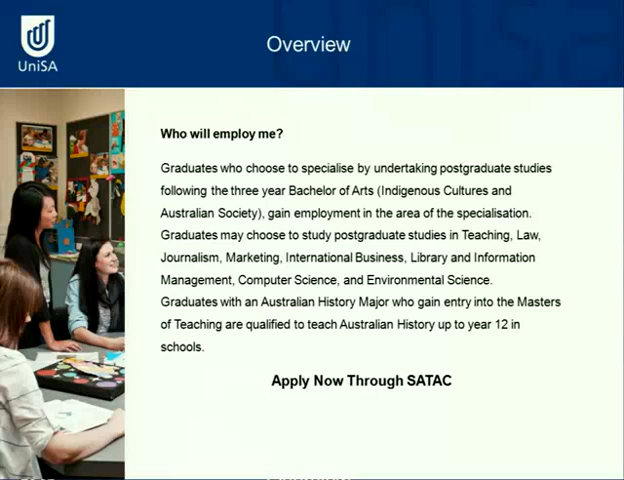 UniSA
Overview
Who will employ me?
Graduates who choose to specialise by undertaking postgraduate studies
following the three year Bachelor of Arts (Indigenous Cultures and
Australian Society), gain employment in the area of the specialisation.
Graduates may choose to study postgraduate studies in Teaching, Law,
Journalism, Marketing, International Business, Library and Information
Management, Computer Science, and Environmental Science.
Graduates with an Australian History Major who gain entry into the Masters
of Teaching are qualified to teach Australian History up to year 12 in
schools.
Apply Now Through SATAC